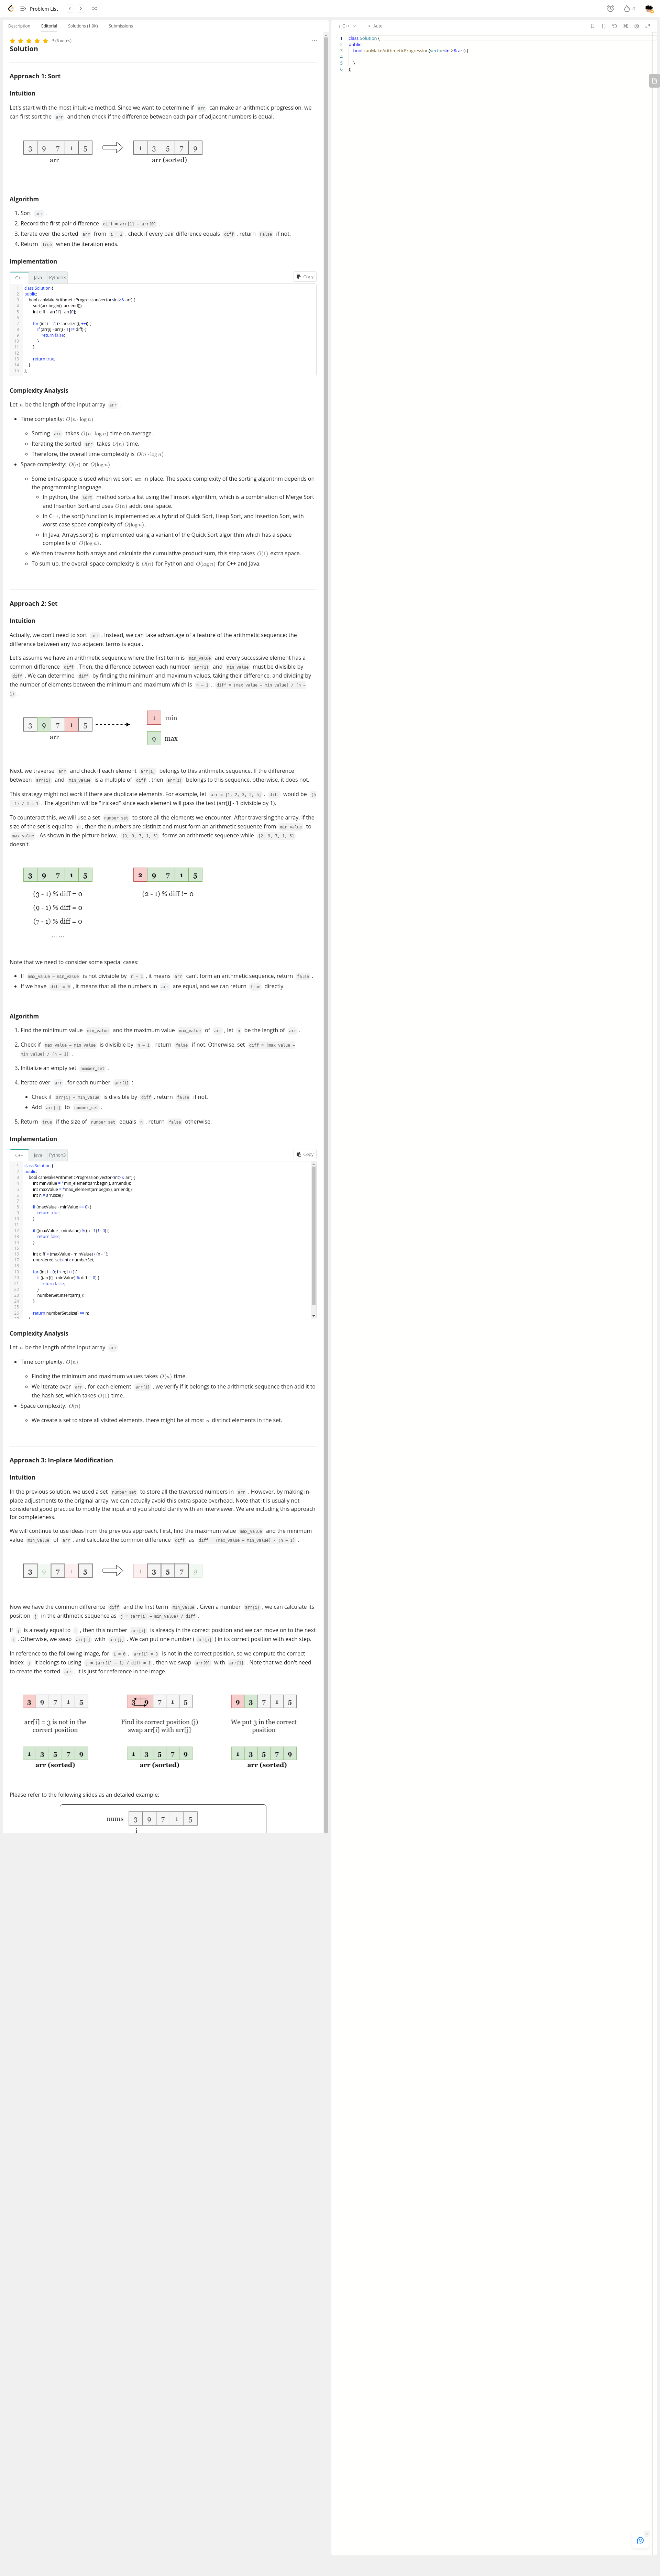 Problem List
0
Description Editorial Solutions (1.9K) Submissions
5 (6 votes)
Solution
Approach 1: Sort
Intuition
Let's start with the most intuitive method. Since we want to determine if arr can make an arithmetic progression, we
can first sort the arr and then check if the difference between each pair of adjacent numbers is equal.
3 9 7 1 5 1 3 5 7 9
arr arr (sorted)
Algorithm
1. Sort arr .
2. Record the first pair difference diff = arr[1] - arr[0] .
3. Iterate over the sorted arr from i = 2 , check if every pair difference equals diff , return False if not.
4. Return True when the iteration ends.
Implementation
C++ Java Python3 Copy
1 class Solution {
2 public:
3 bool canMakeArithmeticProgression(vector<int>& arr) {
4 sort(arr.begin(), arr.end());
5 int diff = arr[1] - arr[0];
6
7 for (int i = 2; i < arr.size(); ++i) {
8 if (arr[i] - arr[i - 1] != diff) {
9 return false;
10 }
11 }
12
13 return true;
14 }
15 };
Complexity Analysis
Let n be the length of the input array arr .
• Time complexity: O(n · log n)
○ Sorting arr takes O(n · log n) time on average.
○ Iterating the sorted arr takes O(n) time.
○ Therefore, the overall time complexity is O(n · log n).
• Space complexity: O(n) or O(log n)
○ Some extra space is used when we sort arr in place. The space complexity of the sorting algorithm depends on
the programming language.
▪ In python, the sort method sorts a list using the Timsort algorithm, which is a combination of Merge Sort
and Insertion Sort and uses O(n) additional space.
▪ In C++, the sort() function is implemented as a hybrid of Quick Sort, Heap Sort, and Insertion Sort, with
worst-case space complexity of O(log n).
▪ In Java, Arrays.sort() is implemented using a variant of the Quick Sort algorithm which has a space
complexity of O(log n).
○ We then traverse both arrays and calculate the cumulative product sum, this step takes O(1) extra space.
○ To sum up, the overall space complexity is O(n) for Python and O(log n) for C++ and Java.
Approach 2: Set
Intuition
Actually, we don't need to sort arr . Instead, we can take advantage of a feature of the arithmetic sequence: the
difference between any two adjacent terms is equal.
Let's assume we have an arithmetic sequence where the first term is min_value and every successive element has a
common difference diff . Then, the difference between each number arr[i] and min_value must be divisible by
diff . We can determine diff by finding the minimum and maximum values, taking their difference, and dividing by
the number of elements between the minimum and maximum which is n - 1 . diff = (max_value - min_value) / (n -
1) .
3 9 7 1 5 1 min
arr 9 max
Next, we traverse arr and check if each element arr[i] belongs to this arithmetic sequence. If the difference
between arr[i] and min_value is a multiple of diff , then arr[i] belongs to this sequence, otherwise, it does not.
This strategy might not work if there are duplicate elements. For example, let arr = [1, 2, 3, 2, 5] . diff would be (5
- 1) / 4 = 1 . The algorithm will be "tricked" since each element will pass the test (arr[i] - 1 divisible by 1).
To counteract this, we will use a set number_set to store all the elements we encounter. After traversing the array, if the
size of the set is equal to n , then the numbers are distinct and must form an arithmetic sequence from min_value to
max_value . As shown in the picture below, {3, 9, 7, 1, 5} forms an arithmetic sequence while {2, 9, 7, 1, 5}
doesn't.
3 9 7 1 5 2 9 7 1 5
(3 - 1) % diff = 0 (2 - 1) % diff != 0
(9 - 1) % diff = 0
(7 - 1) % diff = 0
... ...
Note that we need to consider some special cases:
• If max_value - min_value is not divisible by n - 1 , it means arr can't form an arithmetic sequence, return false .
• If we have diff = 0 , it means that all the numbers in arr are equal, and we can return true directly.
Algorithm
1. Find the minimum value min_value and the maximum value max_value of arr , let n be the length of arr .
2. Check if max_value - min_value is divisible by n - 1 , return false if not. Otherwise, set diff = (max_value -
min_value) / (n - 1) .
3. Initialize an empty set number_set .
4. Iterate over arr , for each number arr[i] :
• Check if arr[i] - min_value is divisible by diff , return false if not.
• Add arr[i] to number_set .
5. Return true if the size of number_set equals n , return false otherwise.
Implementation
C++ Java Python3 Copy
1 class Solution {
2 public:
3 bool canMakeArithmeticProgression(vector<int>& arr) {
4 int minValue = *min_element(arr.begin(), arr.end());
5 int maxValue = *max_element(arr.begin(), arr.end());
6 int n = arr.size();
7
8 if (maxValue - minValue == 0) {
9 return true;
10 }
11
12 if ((maxValue - minValue) % (n - 1) != 0) {
13 return false;
14 }
15
16 int diff = (maxValue - minValue) / (n - 1);
17 unordered_set<int> numberSet;
18
19 for (int i = 0; i < n; i++) {
20 if ((arr[i] - minValue) % diff != 0) {
21 return false;
22 }
23 numberSet.insert(arr[i]);
24 }
25
26 return numberSet.size() == n;
Complexity Analysis
Let n be the length of the input array arr .
• Time complexity: O(n)
○ Finding the minimum and maximum values takes O(n) time.
○ We iterate over arr , for each element arr[i] , we verify if it belongs to the arithmetic sequence then add it to
the hash set, which takes O(1) time.
• Space complexity: O(n)
○ We create a set to store all visited elements, there might be at most n distinct elements in the set.
Approach 3: In-place Modification
Intuition
In the previous solution, we used a set number_set to store all the traversed numbers in arr . However, by making in-
place adjustments to the original array, we can actually avoid this extra space overhead. Note that it is usually not
considered good practice to modify the input and you should clarify with an interviewer. We are including this approach
for completeness.
We will continue to use ideas from the previous approach. First, find the maximum value max_value and the minimum
value min_value of arr , and calculate the common difference diff as diff = (max_value - min_value) / (n - 1) .
3 9 7 1 5 1 3 5 7 9
Now we have the common difference diff and the first term min_value . Given a number arr[i] , we can calculate its
position j in the arithmetic sequence as j = (arr[i] - min_value) / diff .
If j is already equal to i , then this number arr[i] is already in the correct position and we can move on to the next
i . Otherwise, we swap arr[i] with arr[j] . We can put one number ( arr[i] ) in its correct position with each step.
In reference to the following image, for i = 0 , arr[i] = 3 is not in the correct position, so we compute the correct
index j it belongs to using j = (arr[i] - 1) / diff = 1 , then we swap arr[0] with arr[1] . Note that we don't need
to create the sorted arr , it is just for reference in the image.
3 9 7 1 5 3 9 7 1 5 9 3 7 1 5
arr[i] = 3 is not in the Find its correct position (j) We put 3 in the correct
correct position swap arr[i] with arr[j] position
1 3 5 7 9 1 3 5 7 9 1 3 5 7 9
arr (sorted) arr (sorted) arr (sorted)
Please refer to the following slides as an detailed example:
nums 3 9 7 1 5
i
C++ Auto
1 class Solution {
2 public:
3 bool canMakeArithmeticProgression(vector<int>& arr) {
4
5 }
6 };